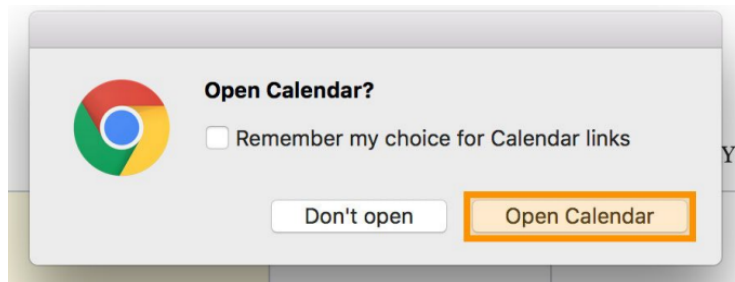 Open Calendar?
Remember my choice for Calendar links
Y
Don't open
Open Calendar